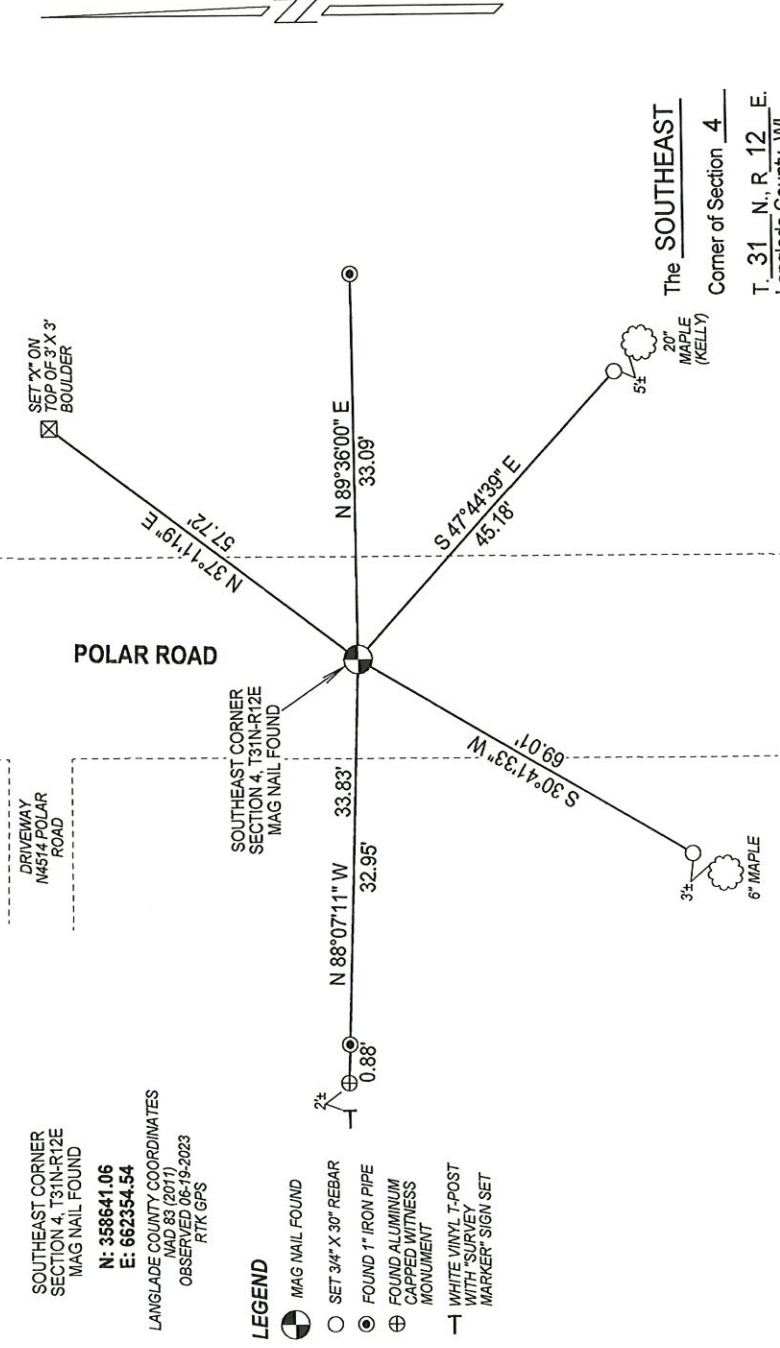 SET "X" ON
TOP OF 3' X 3'
BOULDER
DRIVEWAY
N4514 POLAR
ROAD
POLAR ROAD
N 37°11'19" E
57.72'
SOUTHEAST CORNER
SECTION 4, T31N-R12E
MAG NAIL FOUND
N 89°36'00" E
33.09'
N 88°07'11" W
33.83'
32.95'
0.88'
2'±
S 47°44'39" E
45.18'
5'±
20"
MAPLE
(KELLY)
S 30°41'33" W
69.01'
3'±
6" MAPLE
SOUTHEAST CORNER
SECTION 4, T31N-R12E
MAG NAIL FOUND
N: 358641.06
E: 662354.54
LANGLADE COUNTY COORDINATES
NAD 83 (2011)
OBSERVED 06-19-2023
RTK GPS
LEGEND
MAG NAIL FOUND
SET 3/4" X 30" REBAR
FOUND 1" IRON PIPE
FOUND ALUMINUM
CAPPED WITNESS
MONUMENT
WHITE VINYL T-POST
WITH "SURVEY
MARKER" SIGN SET
The SOUTHEAST
Corner of Section 4
T. 31 N., R 12 E.
Langlade County, WI